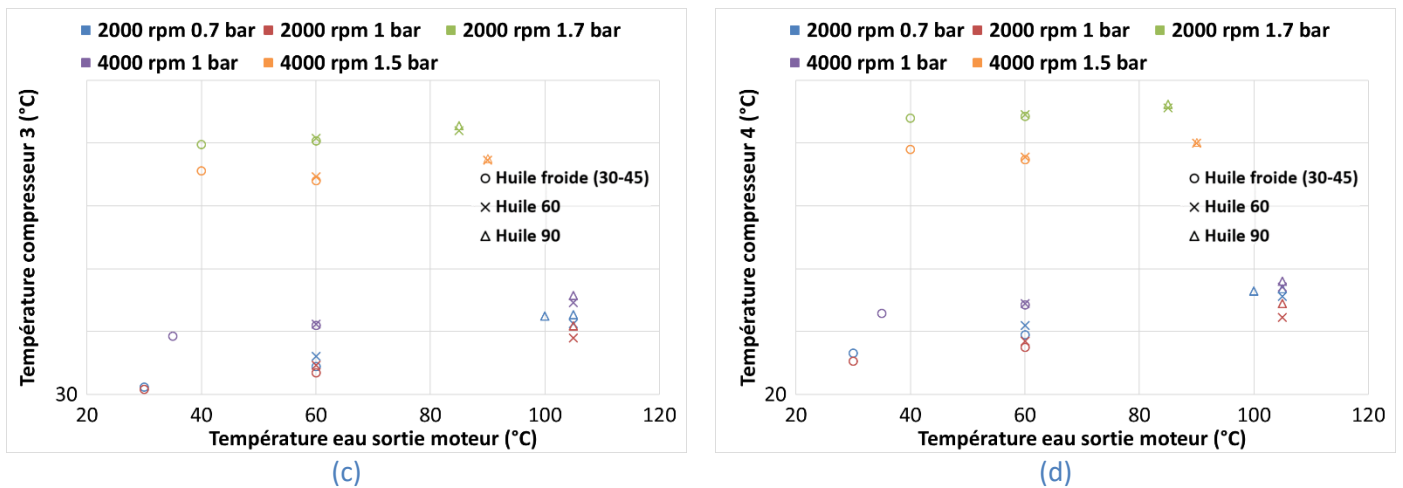 2000 rpm 0.7 bar 2000 rpm 1 bar 2000 rpm 1.7 bar
4000 rpm 1 bar 4000 rpm 1.5 bar
Température compresseur 3 (°C)
Huile froide (30-45)
Huile 60
Huile 90
30
20 40 60 80 100 120
Température eau sortie moteur (°C)
(c)
2000 rpm 0.7 bar 2000 rpm 1 bar 2000 rpm 1.7 bar
4000 rpm 1 bar 4000 rpm 1.5 bar
Température compresseur 4 (°C)
Huile froide (30-45)
Huile 60
Huile 90
20
20 40 60 80 100 120
Température eau sortie moteur (°C)
(d)